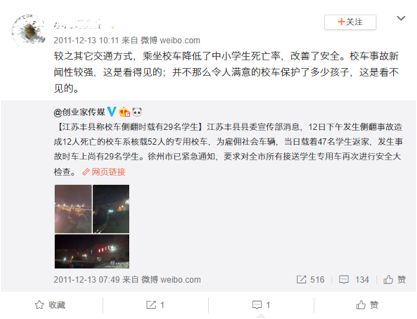 +关注
2011-12-13 10:11 来自 微博 weibo.com
较之其它交通方式，乘坐校车降低了中小学生死亡率，改善了安全。校车事故新
闻性较强，这是看得见的；并不那么令人满意的校车保护了多少孩子，这是看不
见的。
@创业家传媒
【江苏丰县称校车侧翻时载有29名学生】江苏丰县县委宣传部消息，12日下午发生侧翻事故造
成12人死亡的校车系核载52人的专用校车，为雇佣社会车辆，当日载着47名学生返家，发生事
故时车上尚有29名学生。徐州市已紧急通知，要求对全市所有接送学生专用车再次进行安全大
检查。 网页链接
2011-12-13 07:49 来自 微博 weibo.com 516 134 赞
收藏 1 1 赞